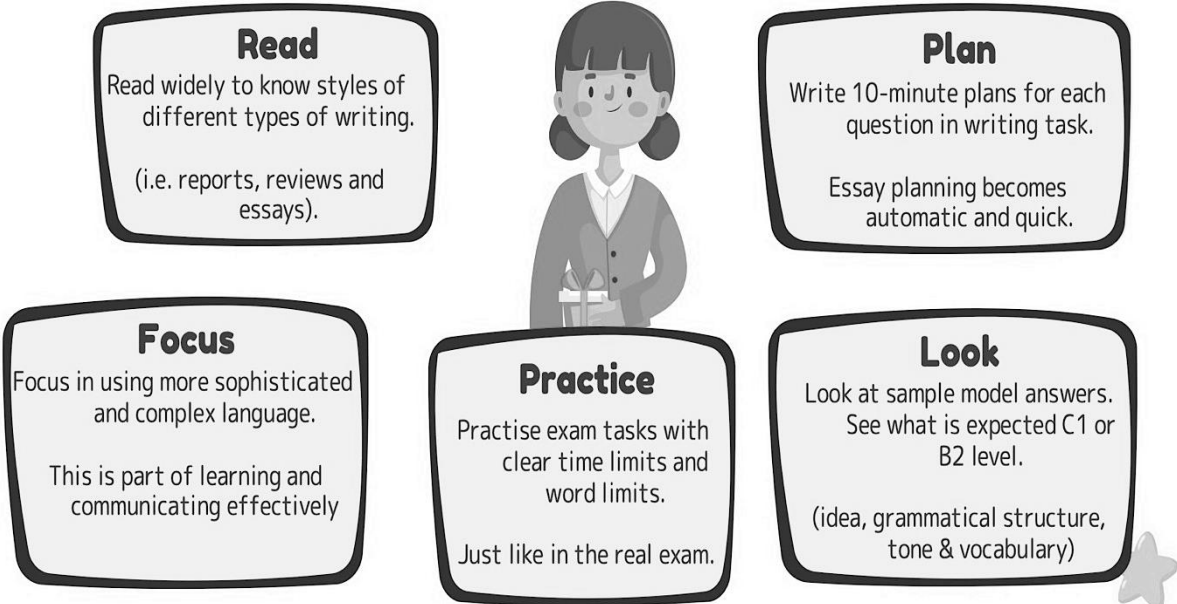 Read
Read widely to know styles of
different types of writing.
(i.e. reports, reviews and
essays).
Plan
Write 10-minute plans for each
question in writing task.
Essay planning becomes
automatic and quick.
Focus
Focus in using more sophisticated
and complex language.
This is part of learning and
communicating effectively
Practice
Practise exam tasks with
clear time limits and
word limits.
Just like in the real exam.
Look
Look at sample model answers.
See what is expected C1 or
B2 level.
(idea, grammatical structure,
tone & vocabulary)